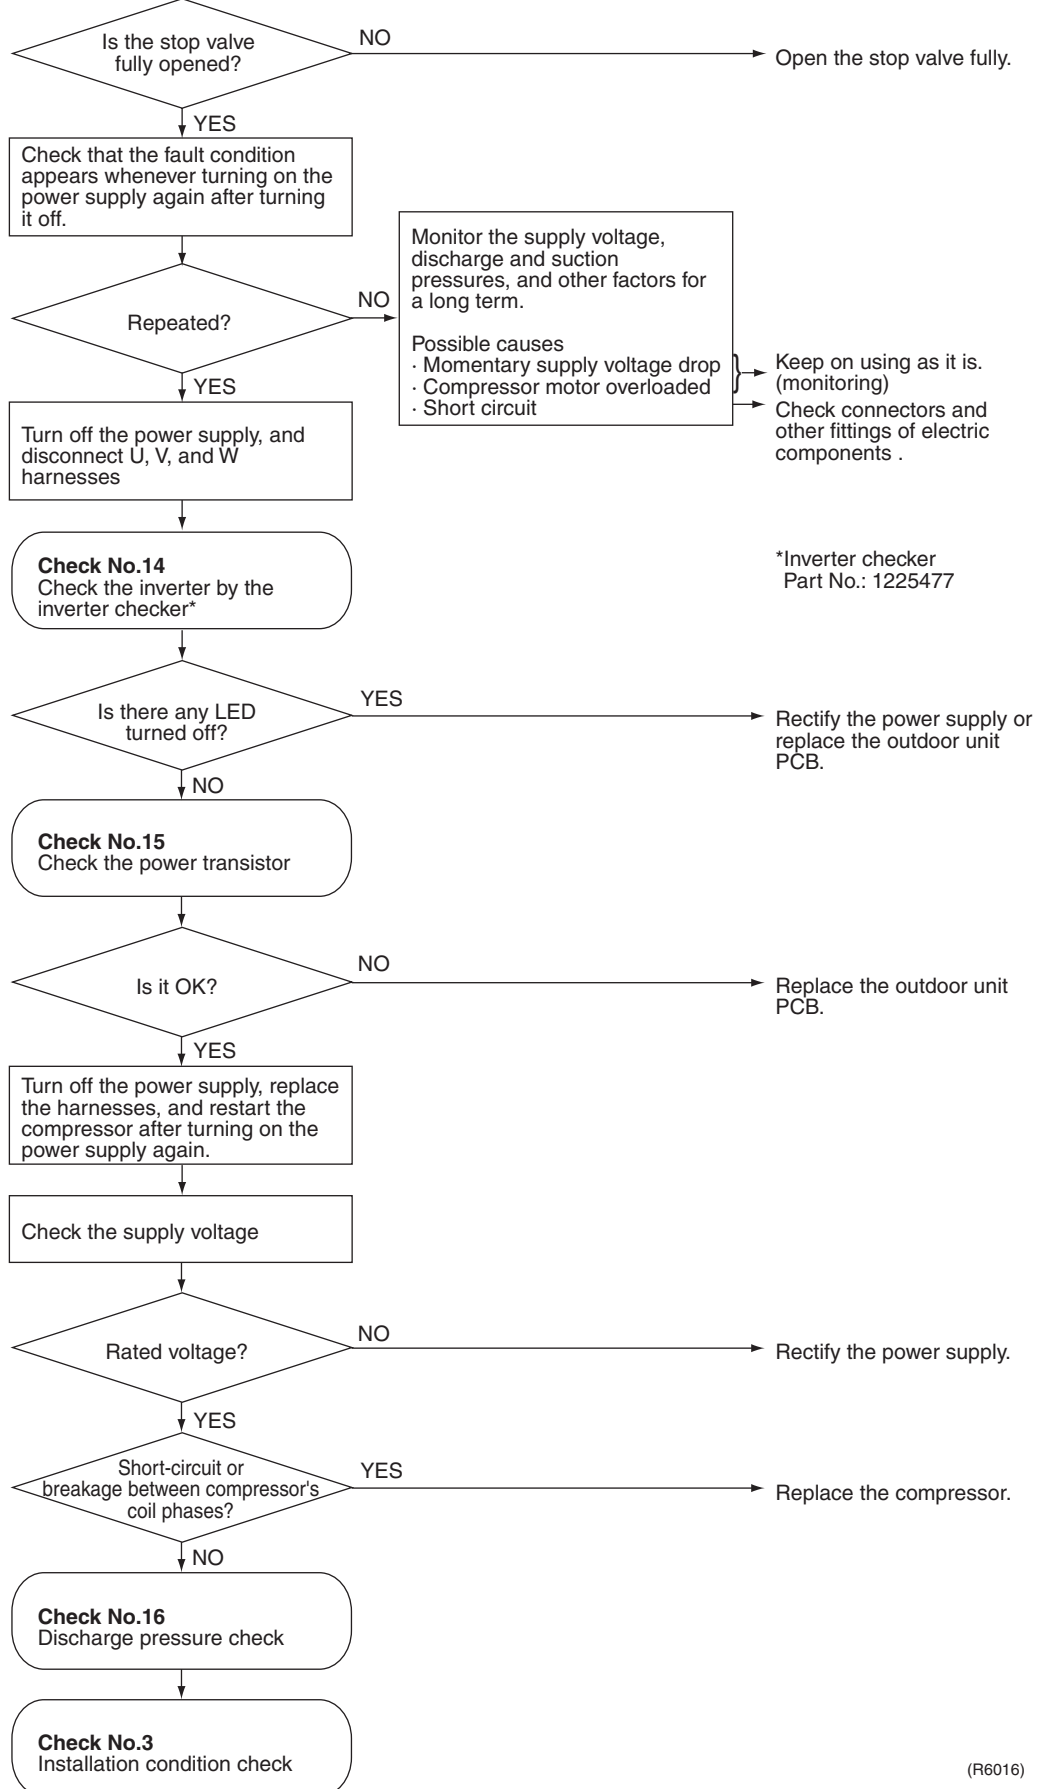 Is the stop valve
fully opened?
NO
Open the stop valve fully.
YES
Check that the fault condition
appears whenever turning on the
power supply again after turning
it off.
Repeated?
NO
Monitor the supply voltage,
discharge and suction
pressures, and other factors for
a long term.
Possible causes
· Momentary supply voltage drop
· Compressor motor overloaded
· Short circuit
Keep on using as it is.
(monitoring)
Check connectors and
other fittings of electric
components .
YES
Turn off the power supply, and
disconnect U, V, and W
harnesses
Check No.14
Check the inverter by the
inverter checker*
*Inverter checker
Part No.: 1225477
Is there any LED
turned off?
YES
Rectify the power supply or
replace the outdoor unit
PCB.
NO
Check No.15
Check the power transistor
Is it OK?
NO
Replace the outdoor unit
PCB.
YES
Turn off the power supply, replace
the harnesses, and restart the
compressor after turning on the
power supply again.
Check the supply voltage
Rated voltage?
NO
Rectify the power supply.
YES
Short-circuit or
breakage between compressor's
coil phases?
YES
Replace the compressor.
NO
Check No.16
Discharge pressure check
Check No.3
Installation condition check
(R6016)